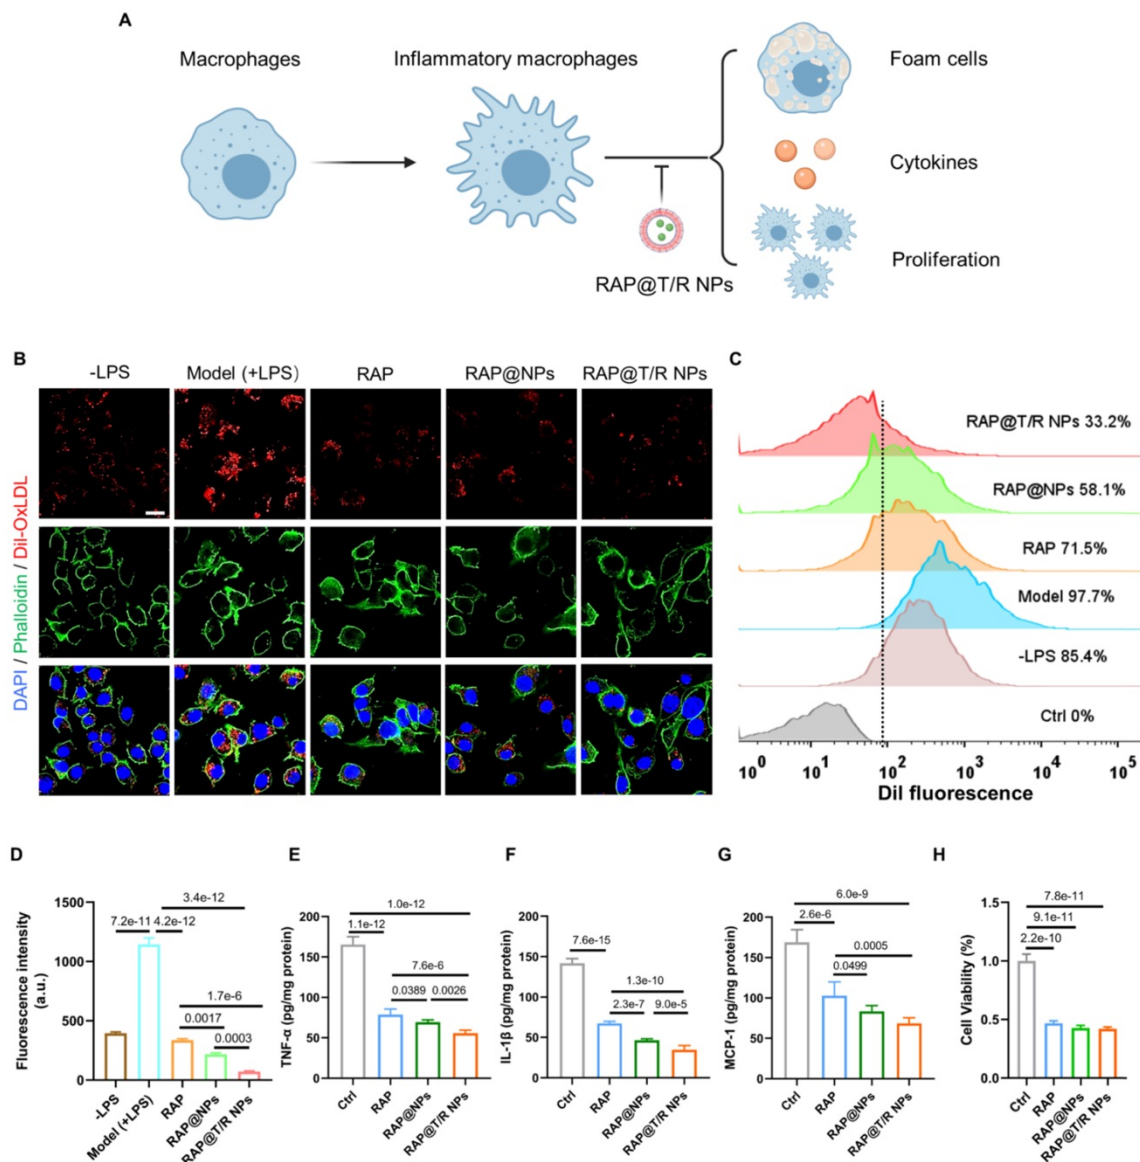 A
Macrophages
Inflammatory macrophages
Foam cells
Cytokines
Proliferation
RAP@T/R NPs
B
-LPS
Model (+LPS)
RAP
RAP@NPs
RAP@T/R NPs
DAPI / Phalloidin / Dil-OxLDL
C
RAP@T/R NPs 33.2%
RAP@NPs 58.1%
RAP 71.5%
Model 97.7%
-LPS 85.4%
Ctrl 0%
10^0 10^1 10^2 10^3 10^4 10^5
Dil fluorescence
D
Fluorescence intensity
(a.u.)
1500
1000
500
0
3.4e-12
7.2e-11 4.2e-12
1.7e-6
0.0017
0.0003
-LPS
Model (+LPS)
RAP
RAP@NPs
RAP@T/R NPs
E
TNF-α (pg/mg protein)
200
150
100
50
0
1.0e-12
1.1e-12
7.6e-6
0.0389 0.0026
Ctrl
RAP
RAP@NPs
RAP@T/R NPs
F
IL-1β (pg/mg protein)
200
150
100
50
0
7.6e-15
1.3e-10
2.3e-7 9.0e-5
Ctrl
RAP
RAP@NPs
RAP@T/R NPs
G
MCP-1 (pg/mg protein)
200
150
100
50
0
6.0e-9
2.6e-6
0.0005
0.0499
Ctrl
RAP
RAP@NPs
RAP@T/R NPs
H
Cell Viability (%)
1.5
1.0
0.5
0.0
7.8e-11
9.1e-11
2.2e-10
Ctrl
RAP
RAP@NPs
RAP@T/R NPs